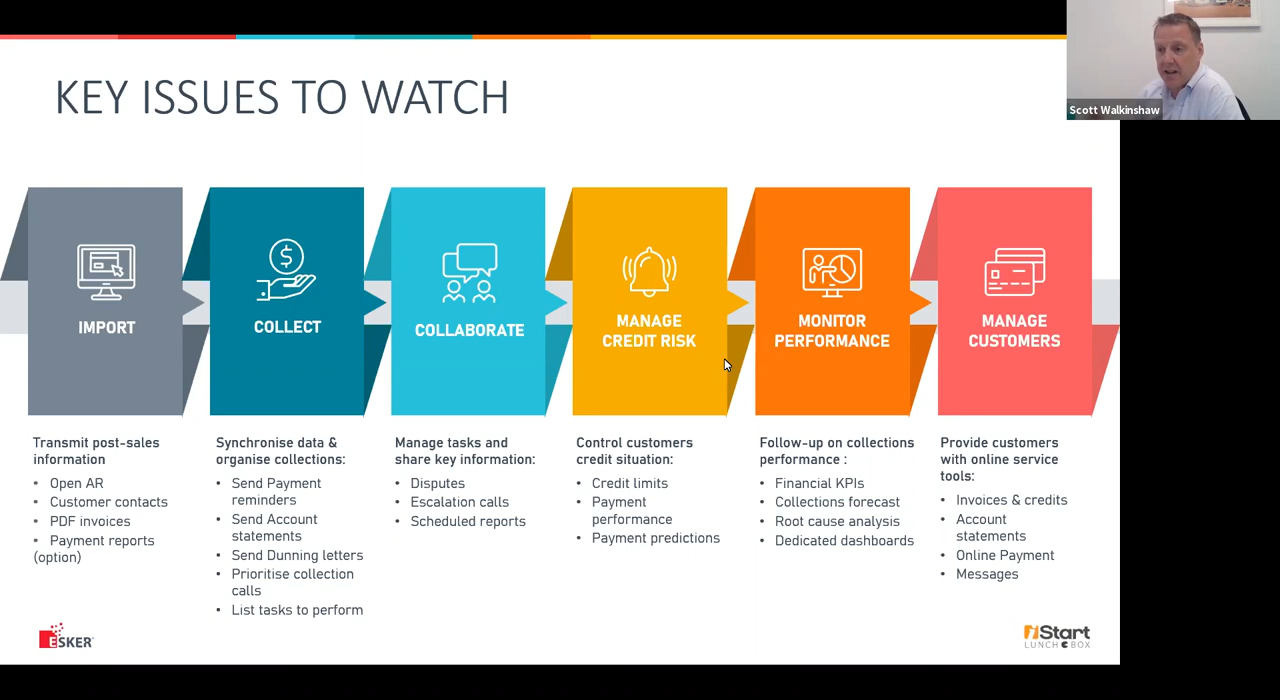 KEY ISSUES TO WATCH
Scott Walkinshaw
IMPORT
COLLECT
COLLABORATE
MANAGE
CREDIT RISK
MONITOR
PERFORMANCE
MANAGE
CUSTOMERS
Transmit post-sales
information
• Open AR
• Customer contacts
• PDF invoices
• Payment reports
(option)
Synchronise data &
organise collections:
• Send Payment
reminders
• Send Account
statements
• Send Dunning letters
• Prioritise collection
calls
• List tasks to perform
Manage tasks and
share key information:
• Disputes
• Escalation calls
• Scheduled reports
Control customers
credit situation:
• Credit limits
• Payment
performance
• Payment predictions
Follow-up on collections
performance :
• Financial KPIs
• Collections forecast
• Root cause analysis
• Dedicated dashboards
Provide customers
with online service
tools:
• Invoices & credits
• Account
statements
• Online Payment
• Messages
ESKER
iStart
LUNCH BOX